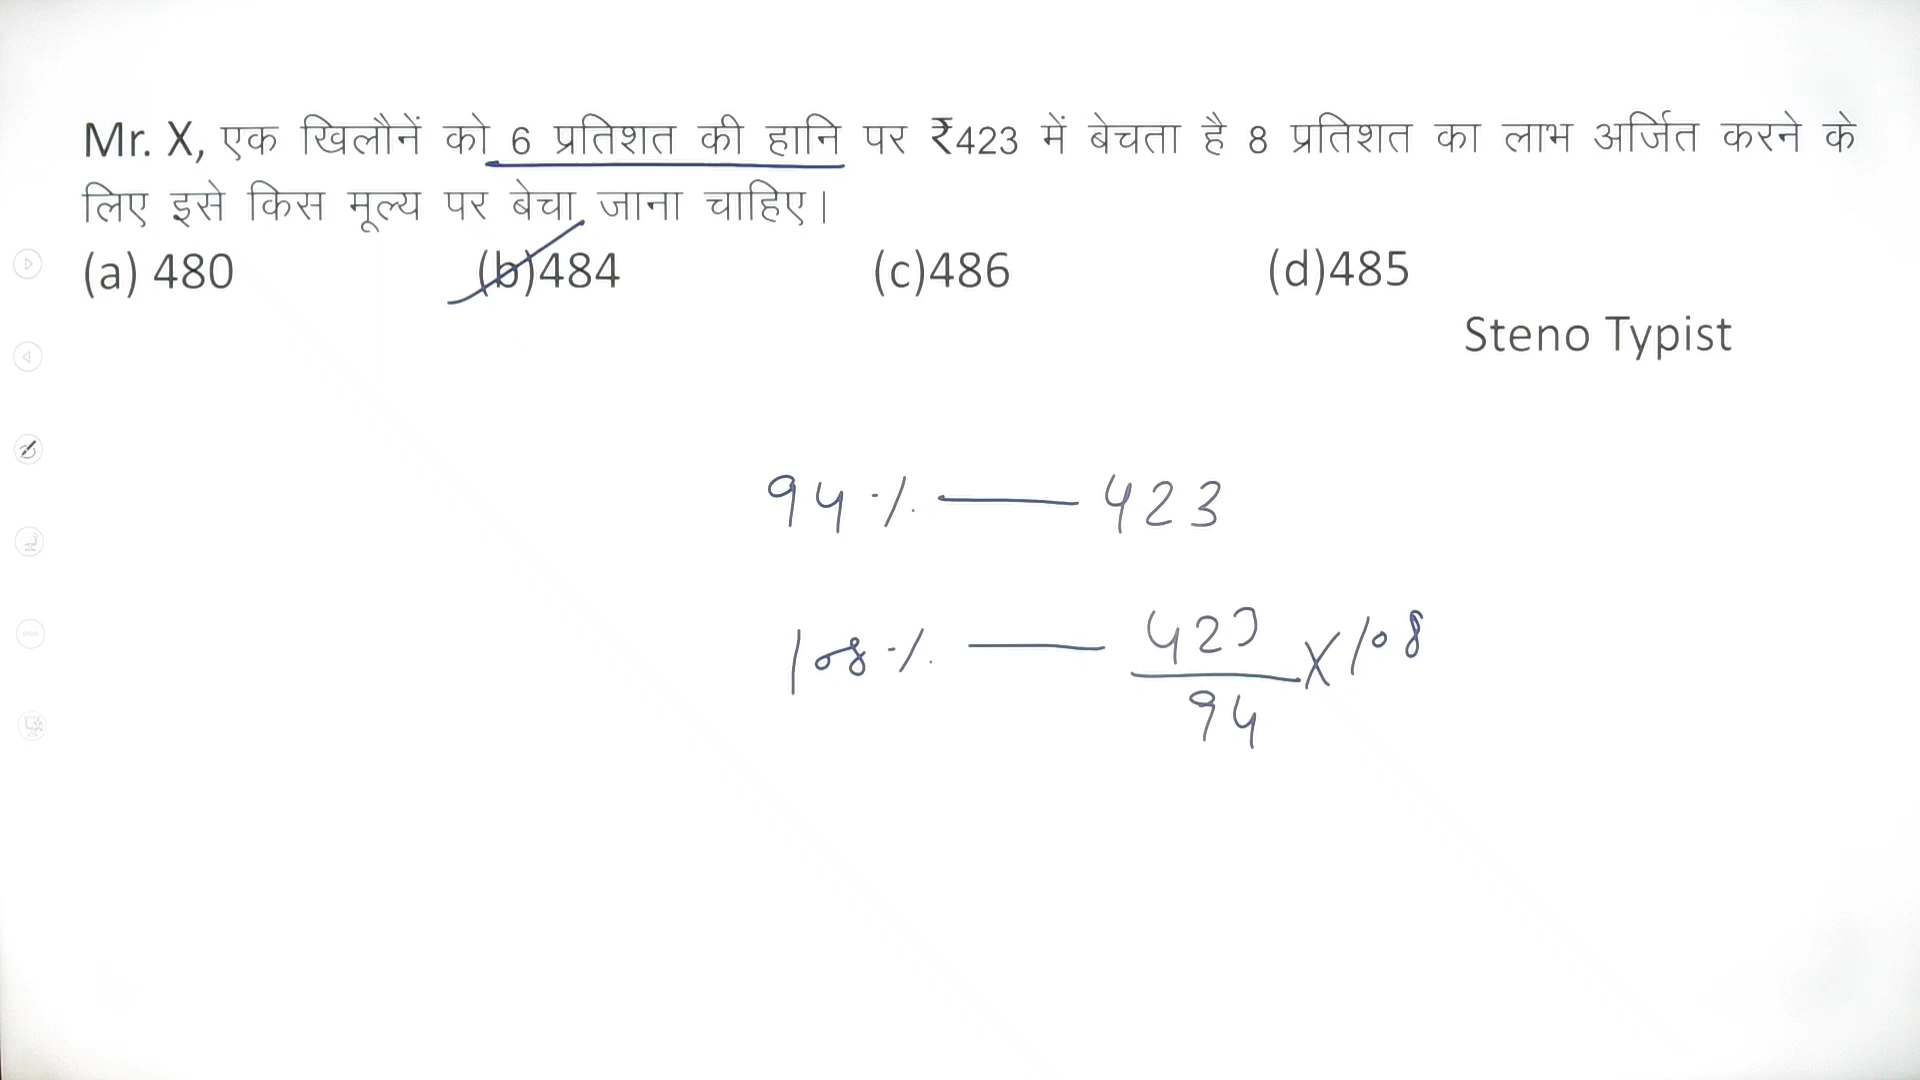 Mr. X, एक खिलौनें को 6 प्रतिशत की हानि पर ₹423 में बेचता है 8 प्रतिशत का लाभ अर्जित करने के
लिए इसे किस मूल्य पर बेचा जाना चाहिए।
(a) 480 (b)484 (c)486 (d)485
Steno Typist
94 % — 423
108 % — 423/94 X 108